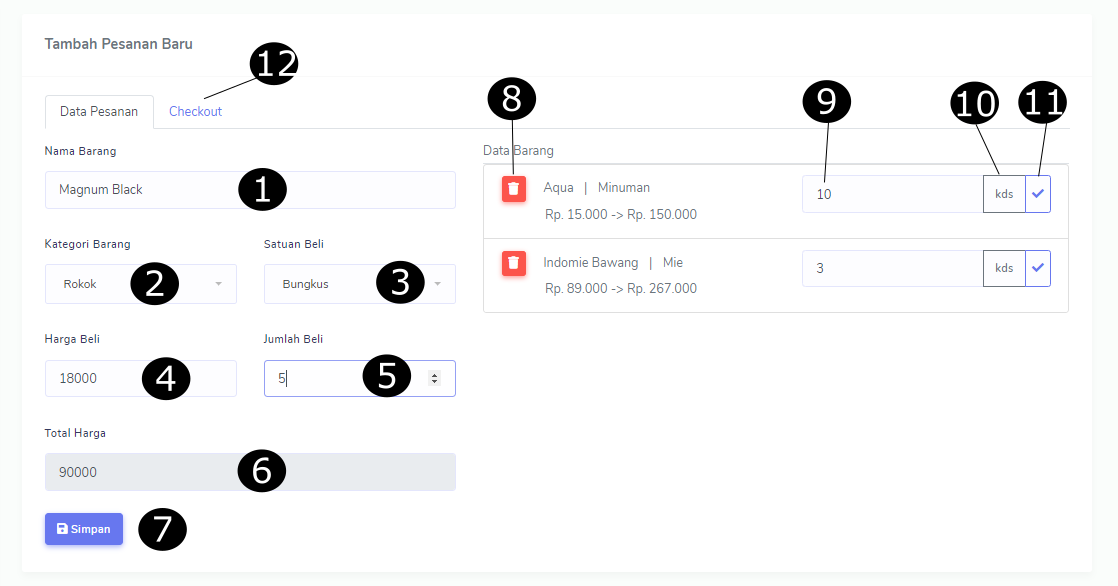 Tambah Pesanan Baru
12
Data Pesanan
Checkout
8
9
10
11
Nama Barang
Magnum Black
1
Kategori Barang
Satuan Beli
Rokok
2
Bungkus
3
Harga Beli
Jumlah Beli
18000
4
5
5
Total Harga
90000
6
Simpan
7
Data Barang
Aqua | Minuman
Rp. 15.000 -> Rp. 150.000
10
kds
Indomie Bawang | Mie
Rp. 89.000 -> Rp. 267.000
3
kds